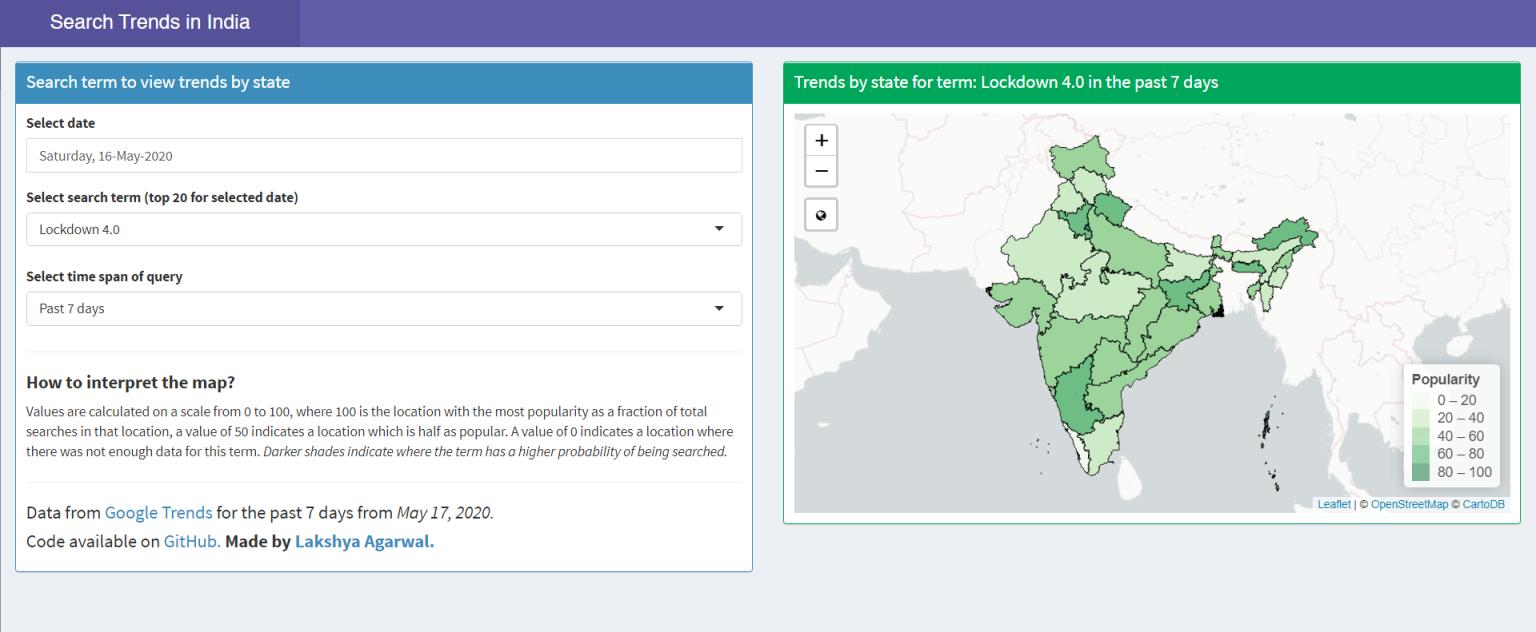 Search Trends in India
Search term to view trends by state
Select date
Saturday, 16-May-2020
Select search term (top 20 for selected date)
Lockdown 4.0
Select time span of query
Past 7 days
How to interpret the map?
Values are calculated on a scale from 0 to 100, where 100 is the location with the most popularity as a fraction of total
searches in that location, a value of 50 indicates a location which is half as popular. A value of 0 indicates a location where
there was not enough data for this term. Darker shades indicate where the term has a higher probability of being searched.
Data from Google Trends for the past 7 days from May 17, 2020.
Code available on GitHub. Made by Lakshya Agarwal.
Trends by state for term: Lockdown 4.0 in the past 7 days
+
−
Popularity
0 – 20
20 – 40
40 – 60
60 – 80
80 – 100
Leaflet | © OpenStreetMap © CartoDB